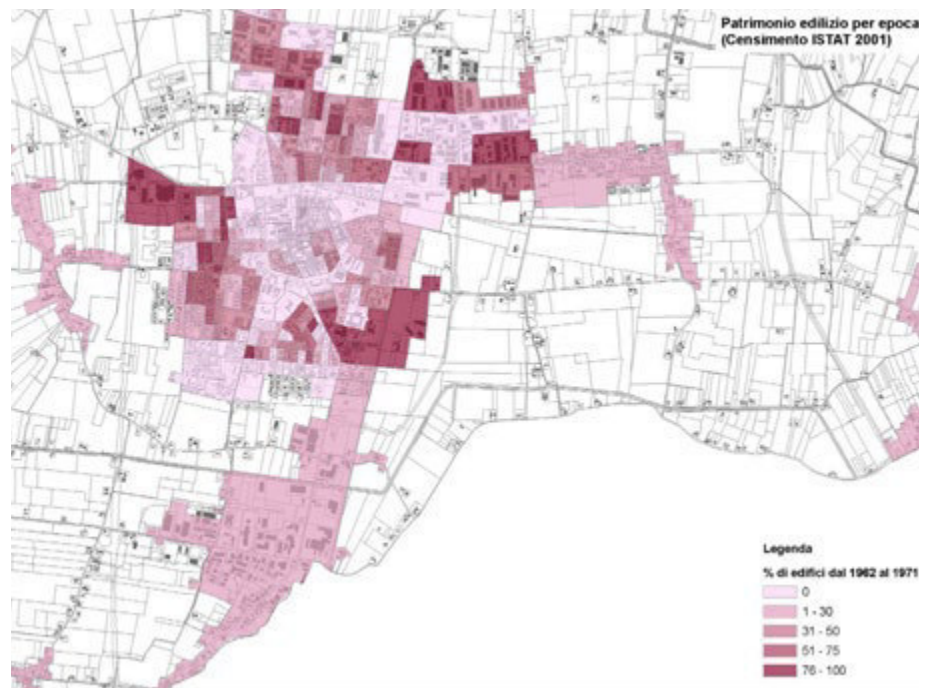 Patrimonio edilizio per epoca
(Censimento ISTAT 2001)
Legenda
% di edifici dal 1962 al 1971
0
1 - 30
31 - 50
51 - 75
76 - 100